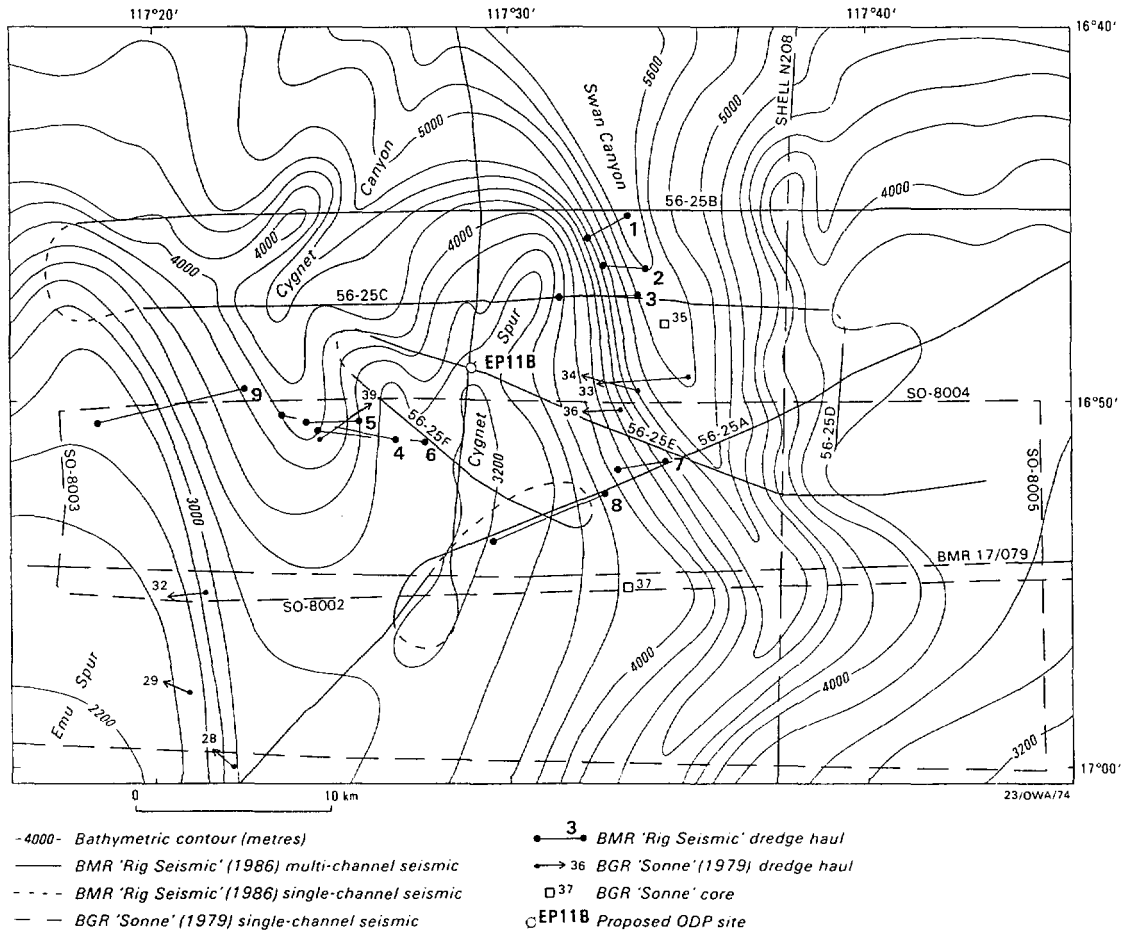 117°20' 117°30' 117°40'
16°40'
5600
SHELL N208
5000
Swan Canyon
5000
Canyon
4000
56-25B
4000
4000
1
4000
Cygnet
2
56-25C
3
35
Spur
EP11B
34
33
9
39
SO-8004
16°50'
36
5
56-25F
56-25E
56-25A
56-25D
4
6
Cygnet
3200
7
SO-8003
3000
8
SO-8005
BMR 17/079
32
SO-8002
37
29
Spur
4000
4000
Emu
2200
28
3200
17°00'
0 10 km
23/OWA/74
-4000- Bathymetric contour (metres)
BMR 'Rig Seismic' (1986) multi-channel seismic
BMR 'Rig Seismic' (1986) single-channel seismic
BGR 'Sonne' (1979) single-channel seismic
3 BMR 'Rig Seismic' dredge haul
36 BGR 'Sonne' (1979) dredge haul
37 BGR 'Sonne' core
EP11B Proposed ODP site